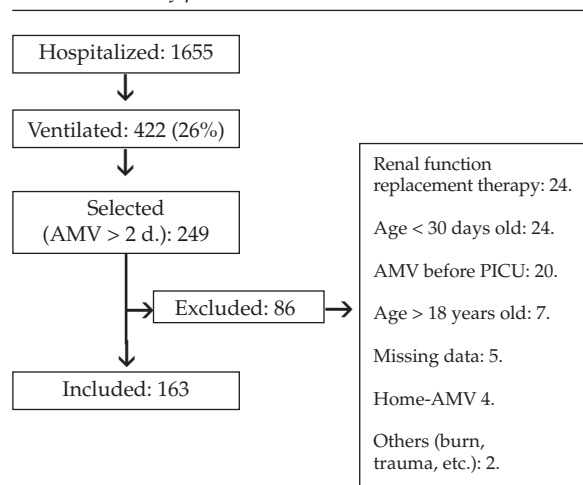 Hospitalized: 1655
Ventilated: 422 (26%)
Selected
(AMV > 2 d.): 249
Excluded: 86
Included: 163
Renal function
replacement therapy: 24.
Age < 30 days old: 24.
AMV before PICU: 20.
Age > 18 years old: 7.
Missing data: 5.
Home-AMV 4.
Others (burn,
trauma, etc.): 2.